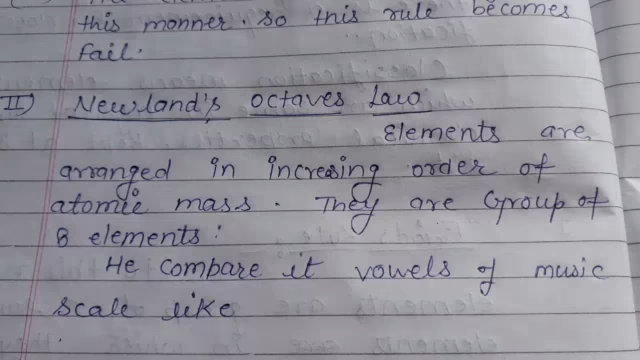 this manner. so this rule becomes
fail.
II) Newland's octaves Law
Elements are
arranged in increasing order of
atomic mass. They are Group of
8 elements:
He compare it vowels of music
scale like